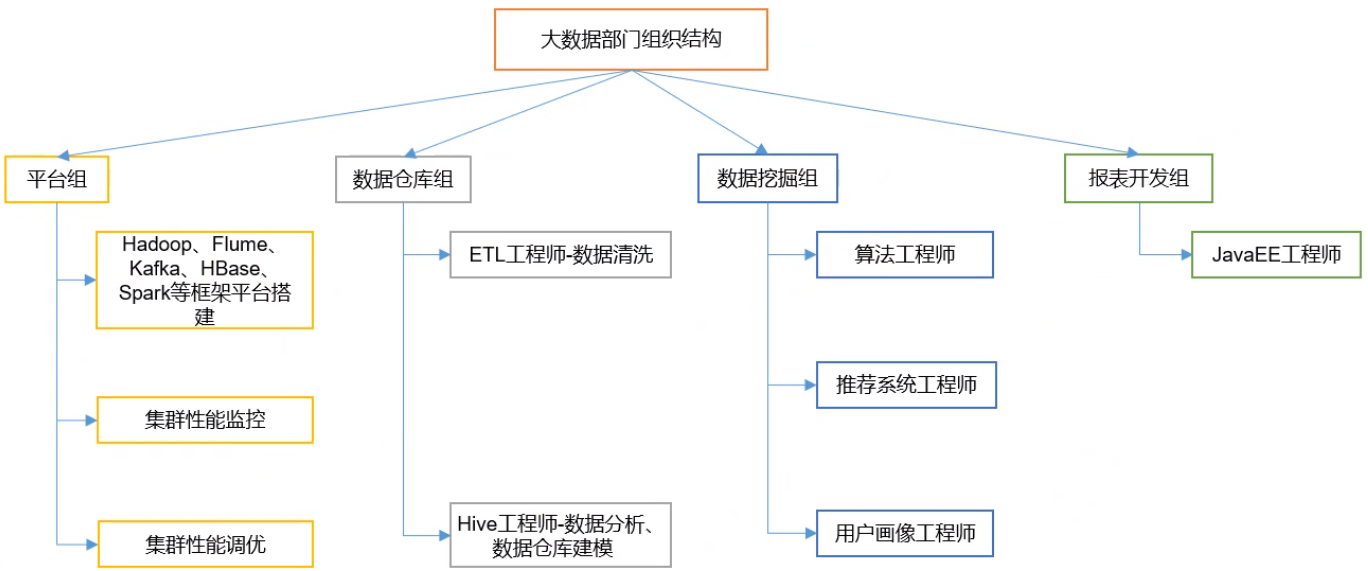 大数据部门组织结构
平台组
数据仓库组
数据挖掘组
报表开发组
Hadoop、Flume、
Kafka、HBase、
Spark等框架平台搭
建
ETL工程师-数据清洗
算法工程师
JavaEE工程师
集群性能监控
推荐系统工程师
集群性能调优
Hive工程师-数据分析、
数据仓库建模
用户画像工程师